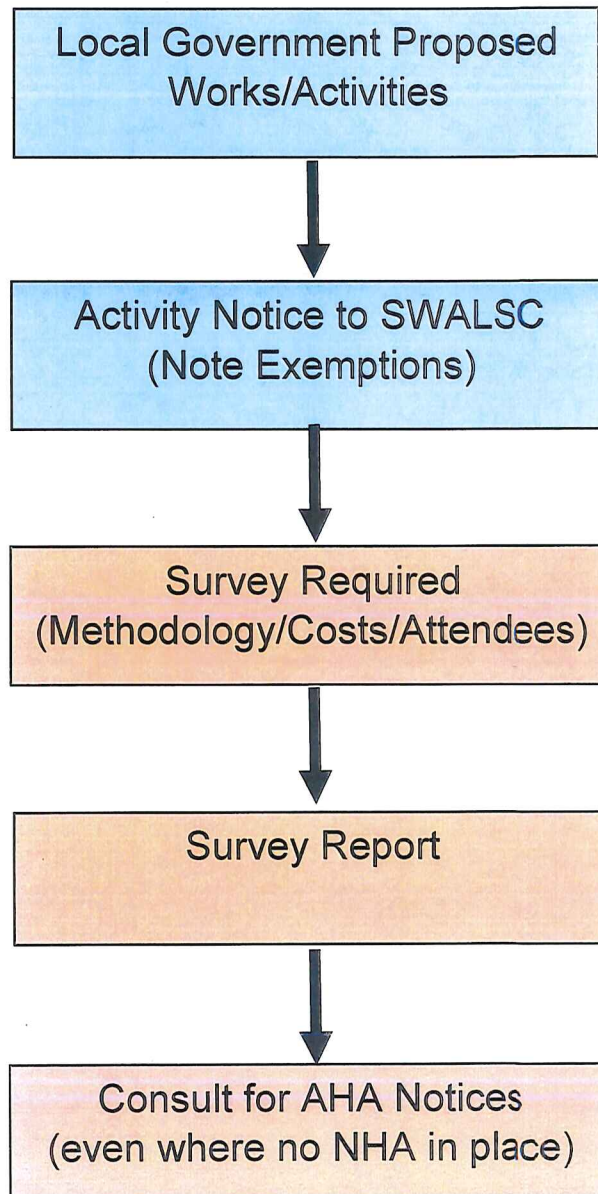 Local Government Proposed
Works/Activities
Activity Notice to SWALSC
(Note Exemptions)
Survey Required
(Methodology/Costs/Attendees)
Survey Report
Consult for AHA Notices
(even where no NHA in place)